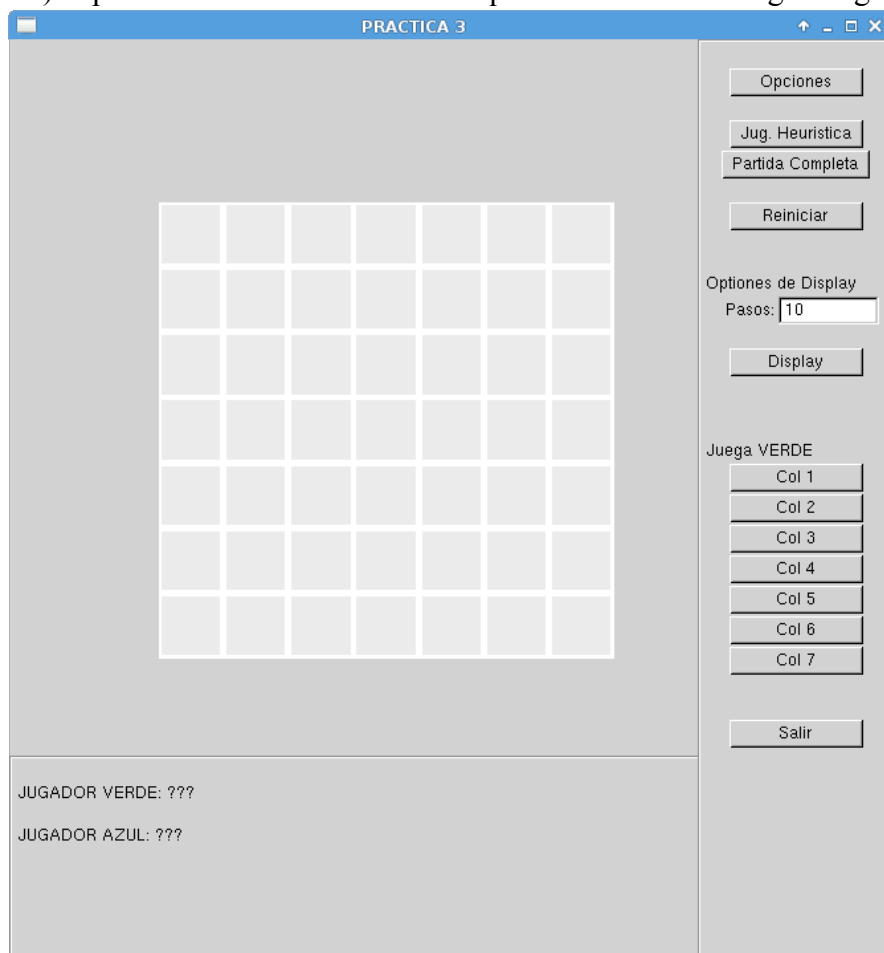 PRACTICA 3
Opciones
Jug. Heuristica
Partida Completa
Reiniciar
Optiones de Display
Pasos: 10
Display
Juega VERDE
Col 1
Col 2
Col 3
Col 4
Col 5
Col 6
Col 7
Salir
JUGADOR VERDE: ???
JUGADOR AZUL: ???